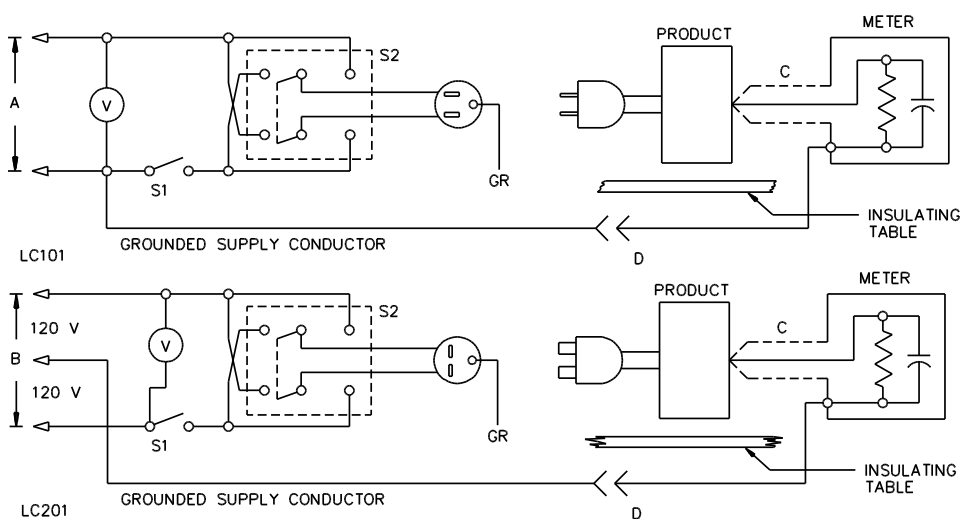 METER
PRODUCT
S2
C
A
V
S1
GR
INSULATING
TABLE
GROUNDED SUPPLY CONDUCTOR
D
LC101
METER
PRODUCT
S2
120 V
C
V
B
120 V
S1
GR
INSULATING
TABLE
GROUNDED SUPPLY CONDUCTOR
D
LC201